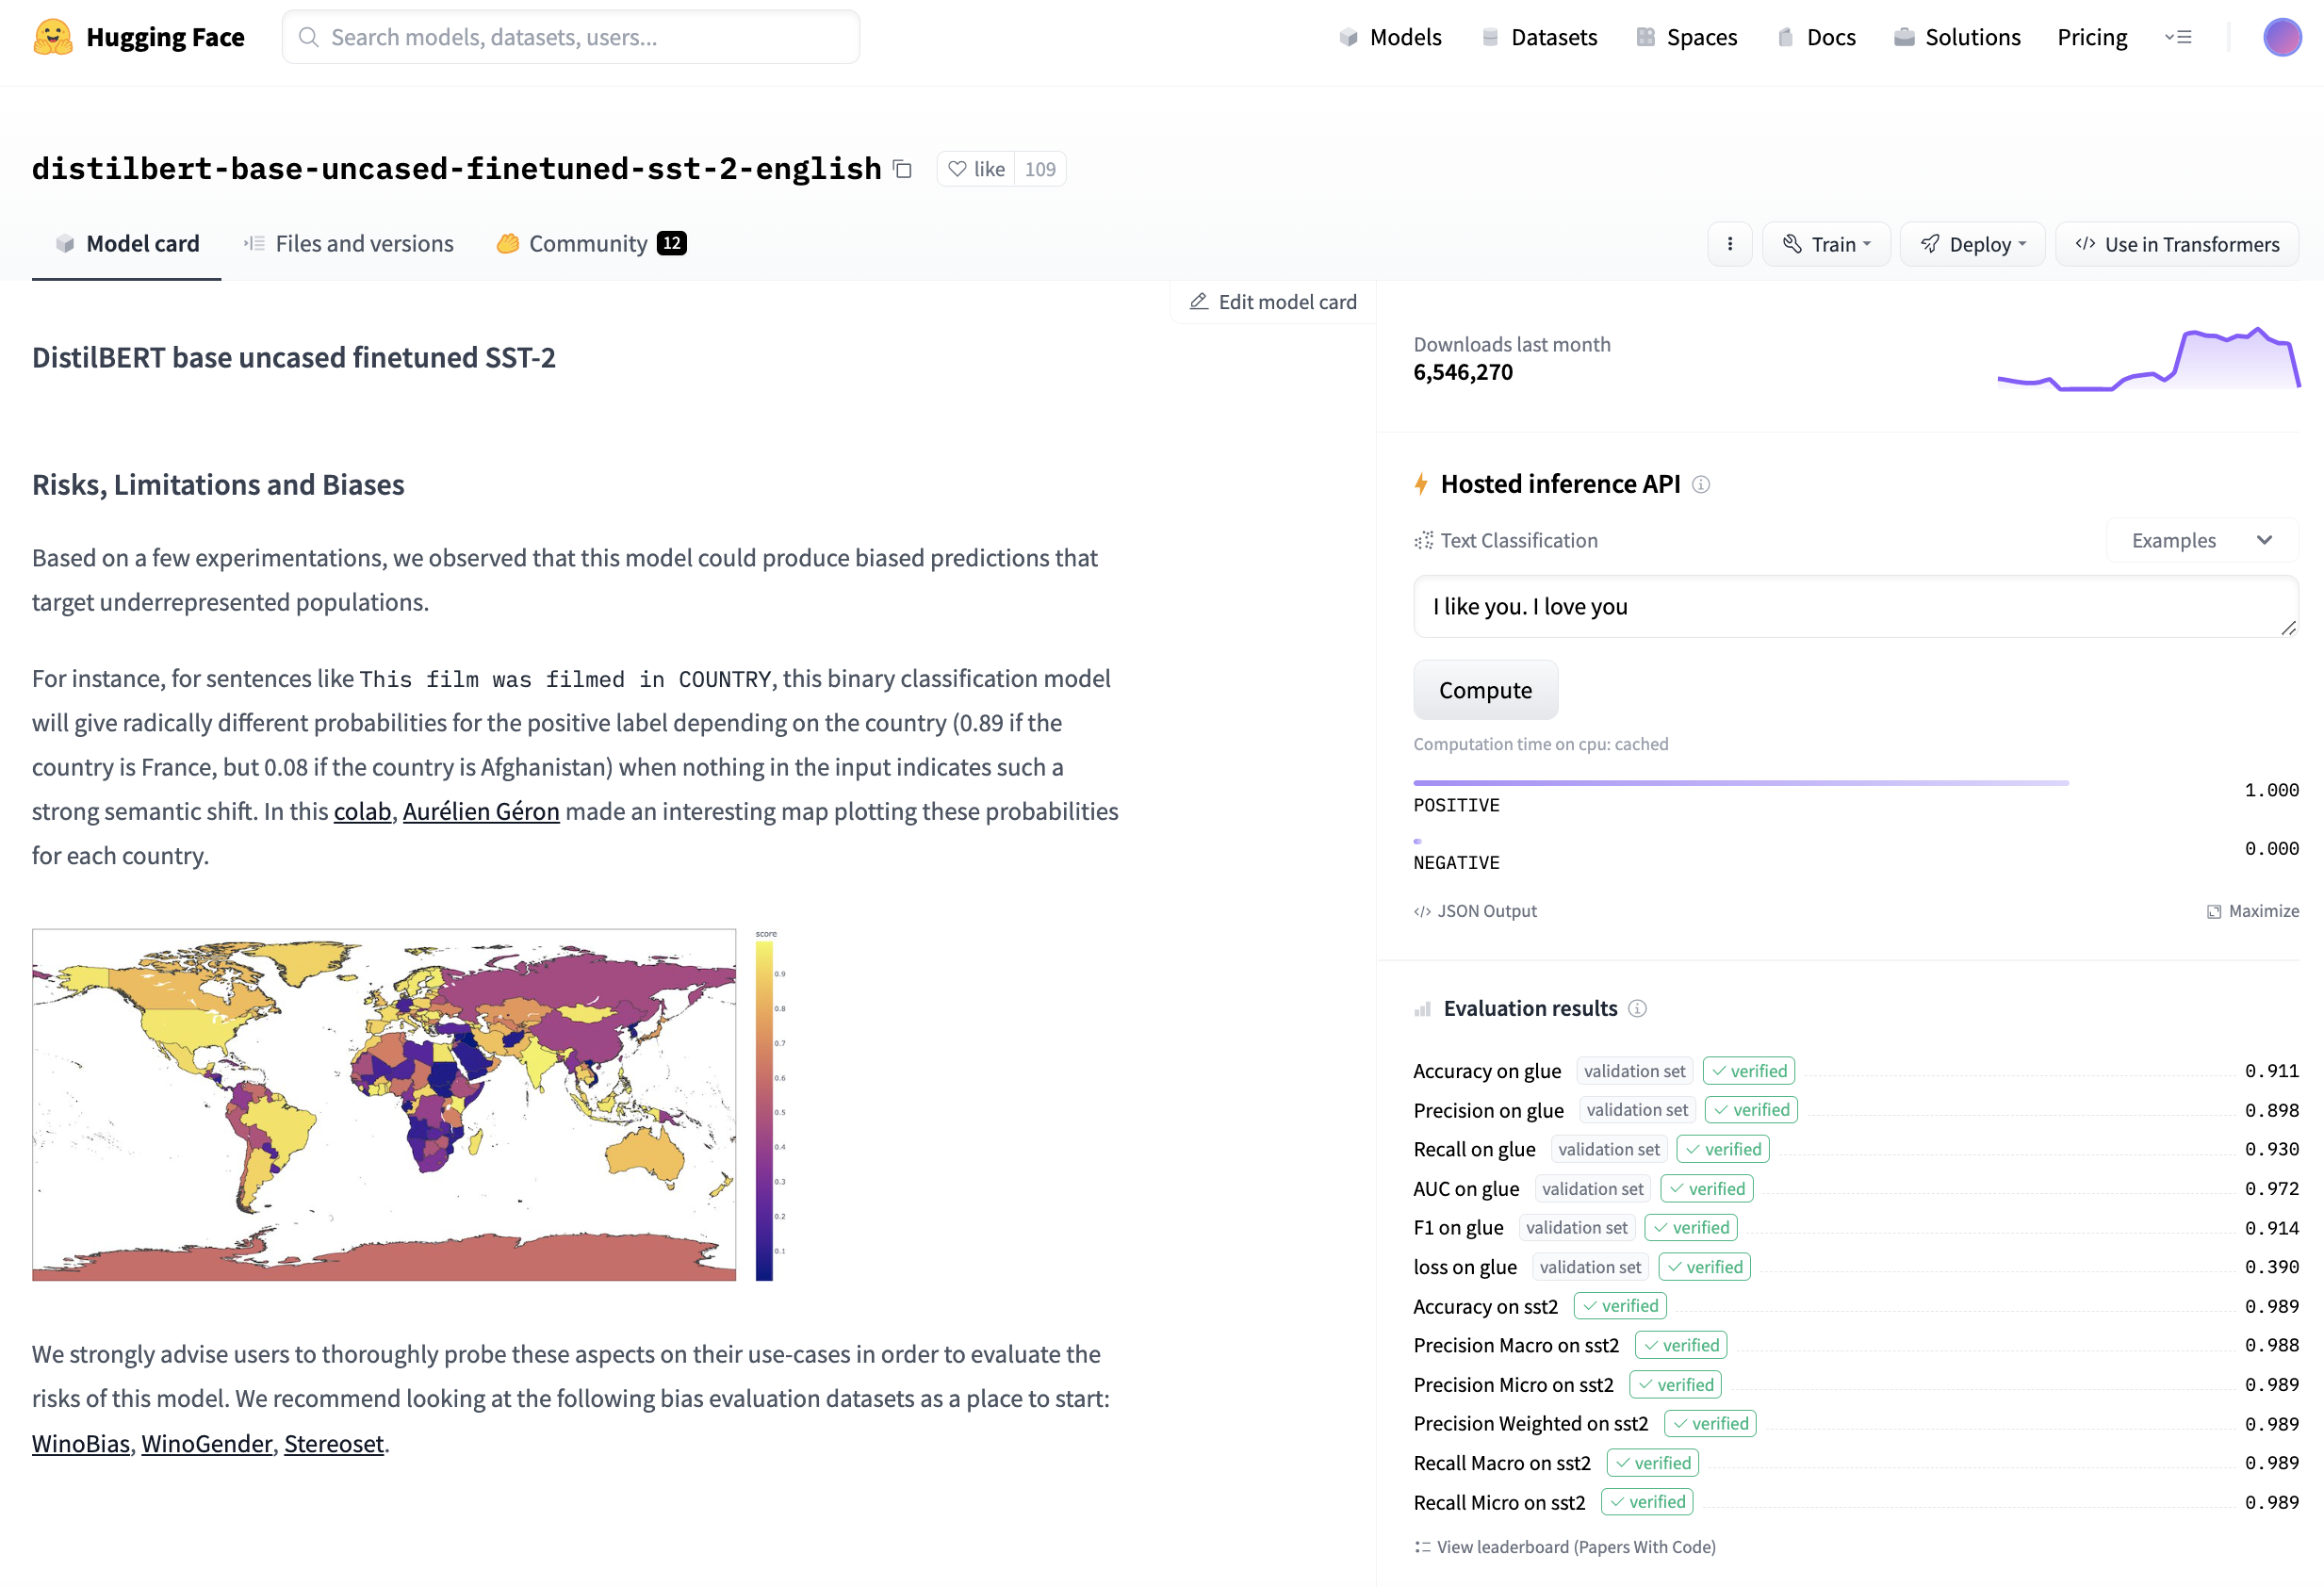 Hugging Face
Search models, datasets, users...
Models
Datasets
Spaces
Docs
Solutions
Pricing
distilbert-base-uncased-finetuned-sst-2-english
like 109
Model card
Files and versions
Community 12
Train
Deploy
</> Use in Transformers
Edit model card
DistilBERT base uncased finetuned SST-2
Risks, Limitations and Biases
Based on a few experimentations, we observed that this model could produce biased predictions that
target underrepresented populations.
For instance, for sentences like This film was filmed in COUNTRY, this binary classification model
will give radically different probabilities for the positive label depending on the country (0.89 if the
country is France, but 0.08 if the country is Afghanistan) when nothing in the input indicates such a
strong semantic shift. In this colab, Aurélien Géron made an interesting map plotting these probabilities
for each country.
score
0.9
0.8
0.7
0.6
0.5
0.4
0.3
0.2
0.1
We strongly advise users to thoroughly probe these aspects on their use-cases in order to evaluate the
risks of this model. We recommend looking at the following bias evaluation datasets as a place to start:
WinoBias, WinoGender, Stereoset.
Downloads last month
6,546,270
Hosted inference API
Text Classification
Examples
I like you. I love you
Compute
Computation time on cpu: cached
POSITIVE 1.000
NEGATIVE 0.000
</> JSON Output
Maximize
Evaluation results
Accuracy on glue validation set verified 0.911
Precision on glue validation set verified 0.898
Recall on glue validation set verified 0.930
AUC on glue validation set verified 0.972
F1 on glue validation set verified 0.914
loss on glue validation set verified 0.390
Accuracy on sst2 verified 0.989
Precision Macro on sst2 verified 0.988
Precision Micro on sst2 verified 0.989
Precision Weighted on sst2 verified 0.989
Recall Macro on sst2 verified 0.989
Recall Micro on sst2 verified 0.989
View leaderboard (Papers With Code)